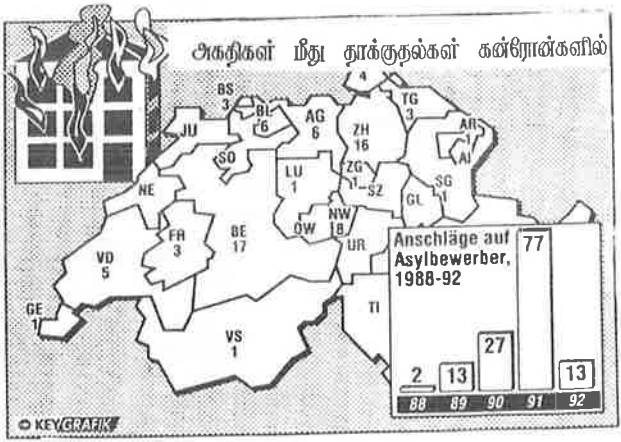 அகதிகள் மீது தாக்குதல்கள் கன்ரோன்களில்
4
BS
3
BL
6
AG
6
ZH
16
TG
3
AR
1
AI
JU
SO
LU
1
ZG
1
SZ
GL
SG
1
NE
FR
3
BE
17
OW
NW
18
UR
VD
5
GE
1
VS
1
TI
Anschläge auf
Asylbewerber,
1988-92
2 13 27 77 13
88 89 90 91 92
© KEYGRAFIK